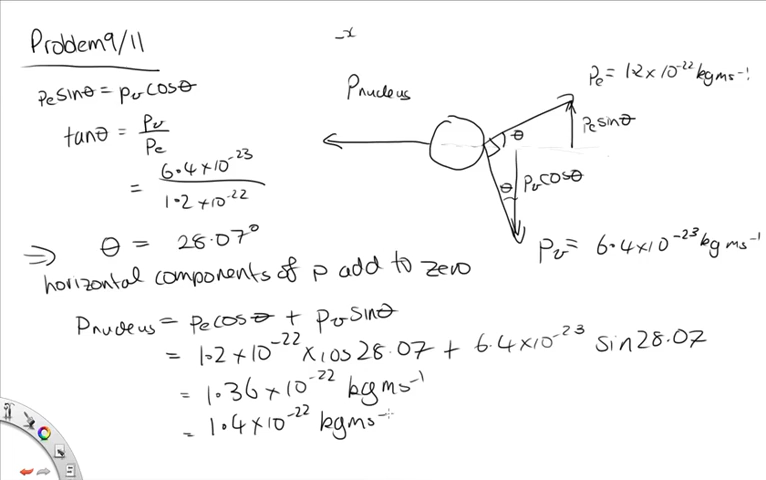 Problem 9/11
-x
Pe sinθ = pν cosθ
tanθ = Pν/Pe
= 6.4×10⁻²³/1.2×10⁻²²
⇒ θ = 28.07°
Pnucleus
Pe = 1.2×10⁻²² kgms⁻¹
θ
Pe sinθ
θ
Pν cosθ
Pν = 6.4×10⁻²³ kgms⁻¹
horizontal components of p add to zero
Pnucleus = pe cosθ + pν sinθ
= 1.2×10⁻²² × cos 28.07 + 6.4×10⁻²³ sin 28.07
= 1.36×10⁻²² kgms⁻¹
= 1.4×10⁻²² kgms⁻